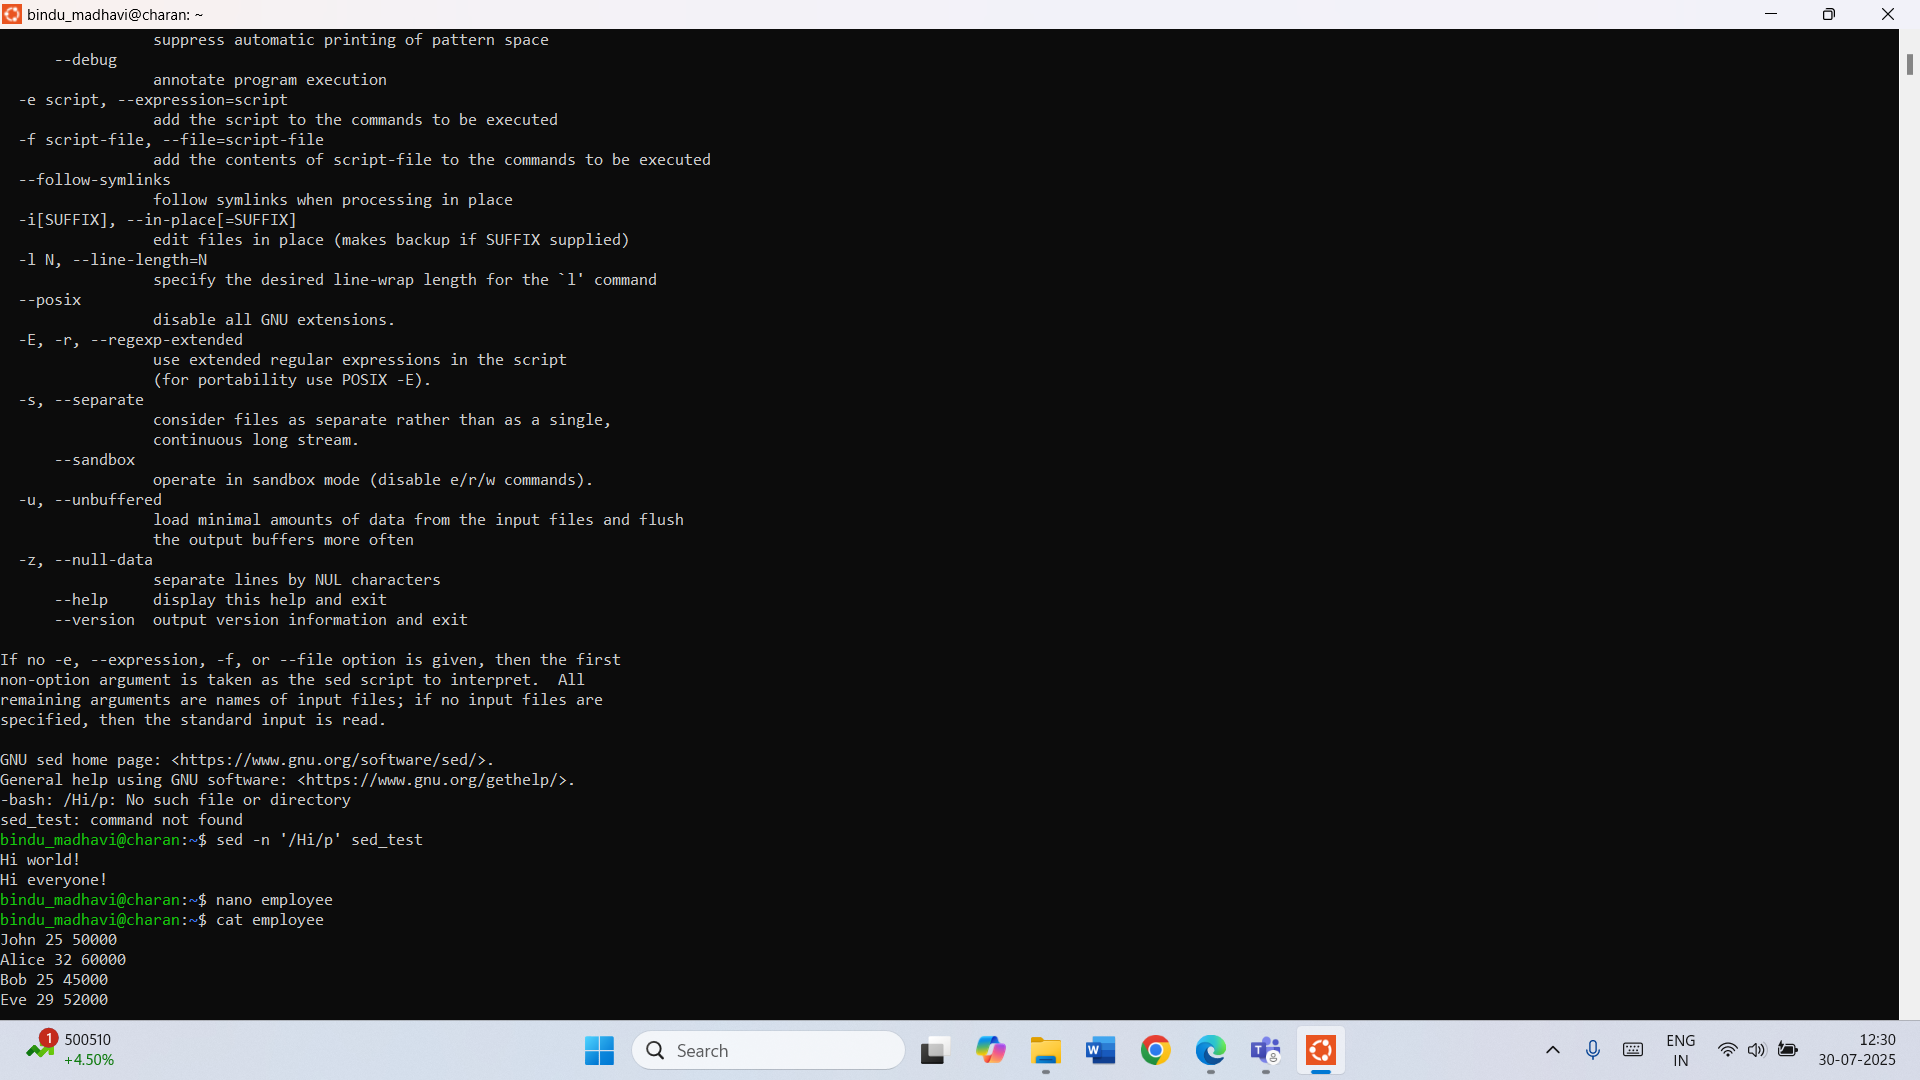 bindu_madhavi@charan: ~
suppress automatic printing of pattern space
--debug
annotate program execution
-e script, --expression=script
add the script to the commands to be executed
-f script-file, --file=script-file
add the contents of script-file to the commands to be executed
--follow-symlinks
follow symlinks when processing in place
-i[SUFFIX], --in-place[=SUFFIX]
edit files in place (makes backup if SUFFIX supplied)
-l N, --line-length=N
specify the desired line-wrap length for the `l' command
--posix
disable all GNU extensions.
-E, -r, --regexp-extended
use extended regular expressions in the script
(for portability use POSIX -E).
-s, --separate
consider files as separate rather than as a single,
continuous long stream.
--sandbox
operate in sandbox mode (disable e/r/w commands).
-u, --unbuffered
load minimal amounts of data from the input files and flush
the output buffers more often
-z, --null-data
separate lines by NUL characters
--help     display this help and exit
--version  output version information and exit
If no -e, --expression, -f, or --file option is given, then the first
non-option argument is taken as the sed script to interpret.  All
remaining arguments are names of input files; if no input files are
specified, then the standard input is read.
GNU sed home page: <https://www.gnu.org/software/sed/>.
General help using GNU software: <https://www.gnu.org/gethelp/>.
-bash: /Hi/p: No such file or directory
sed_test: command not found
bindu_madhavi@charan:~$ sed -n '/Hi/p' sed_test
Hi world!
Hi everyone!
bindu_madhavi@charan:~$ nano employee
bindu_madhavi@charan:~$ cat employee
John 25 50000
Alice 32 60000
Bob 25 45000
Eve 29 52000
1
500510
+4.50%
Search
W
T
ENG
IN
12:30
30-07-2025